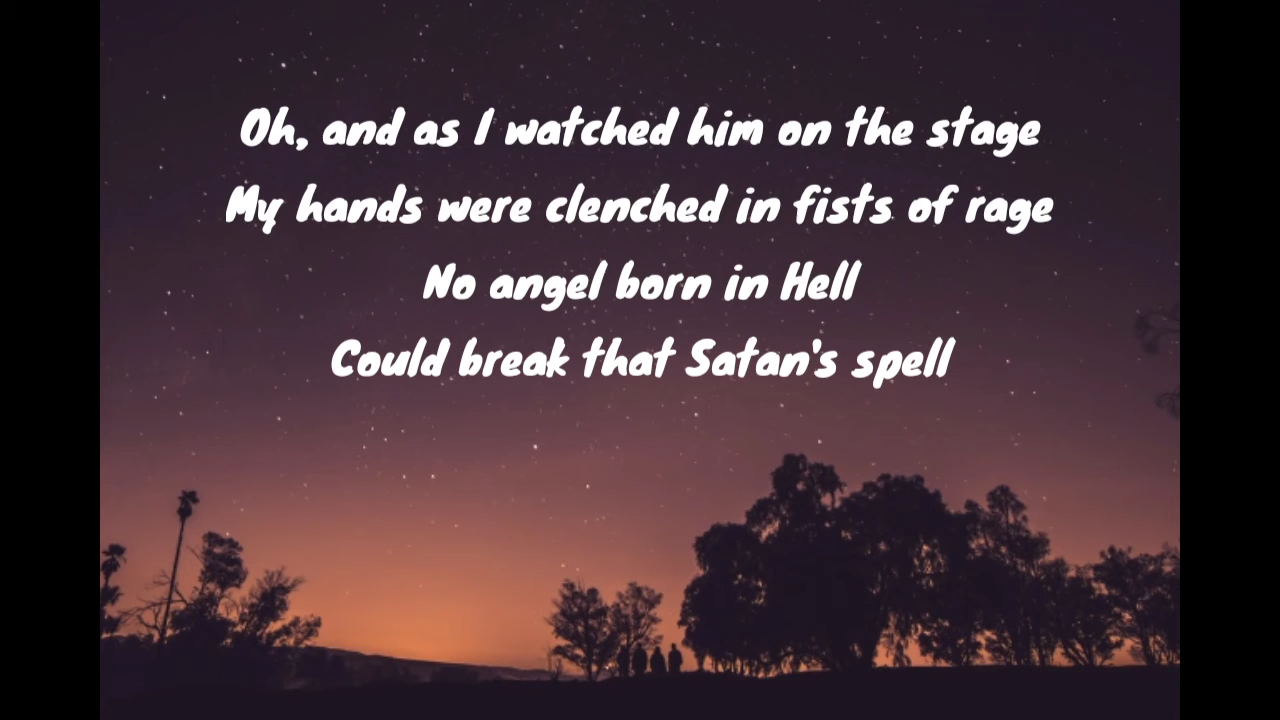 Oh, and as I watched him on the stage
My hands were clenched in fists of rage
No angel born in Hell
Could break that Satan's spell